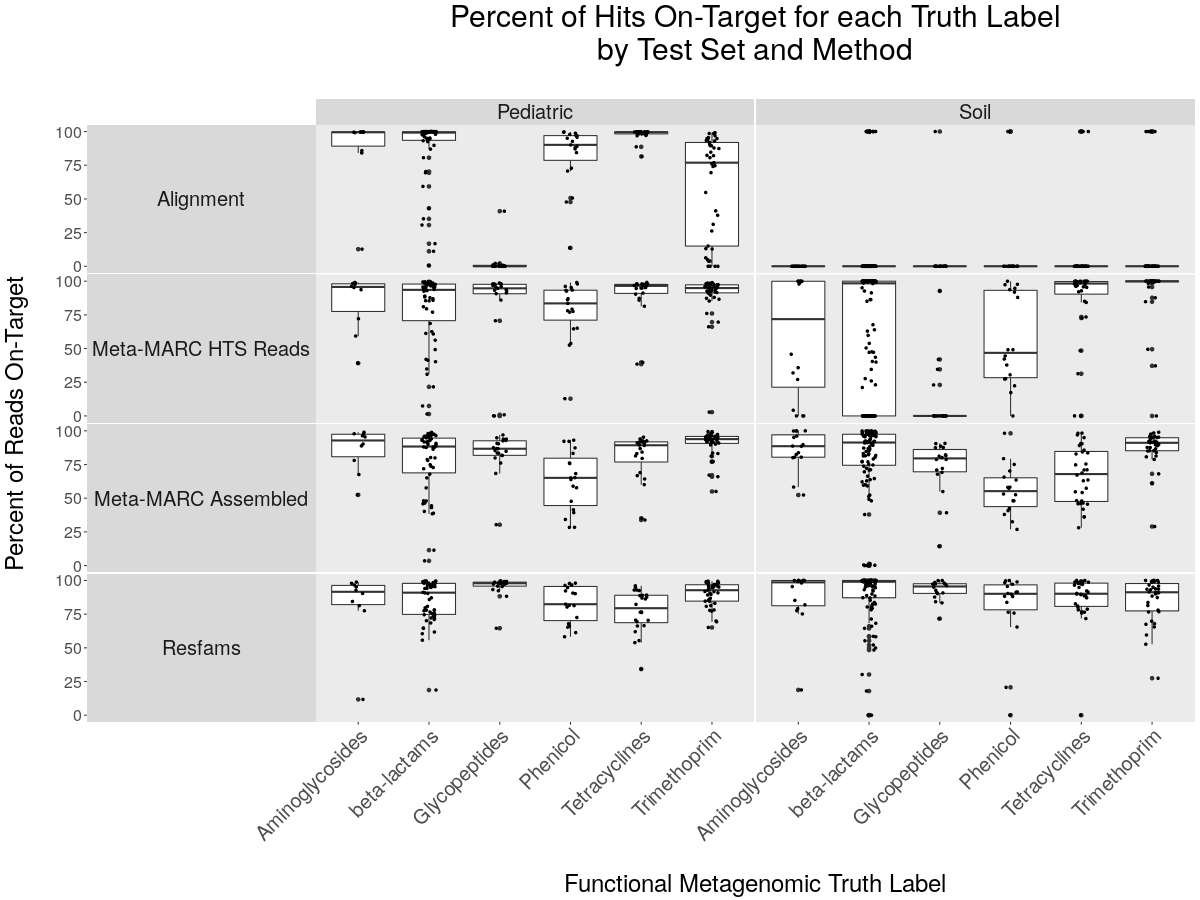 Percent of Hits On-Target for each Truth Label
by Test Set and Method
Pediatric
Soil
Percent of Reads On-Target
Alignment
100
75
50
25
0
Meta-MARC HTS Reads
100
75
50
25
0
Meta-MARC Assembled
100
75
50
25
0
Resfams
100
75
50
25
0
Aminoglycosides
beta-lactams
Glycopeptides
Phenicol
Tetracyclines
Trimethoprim
Aminoglycosides
beta-lactams
Glycopeptides
Phenicol
Tetracyclines
Trimethoprim
Functional Metagenomic Truth Label